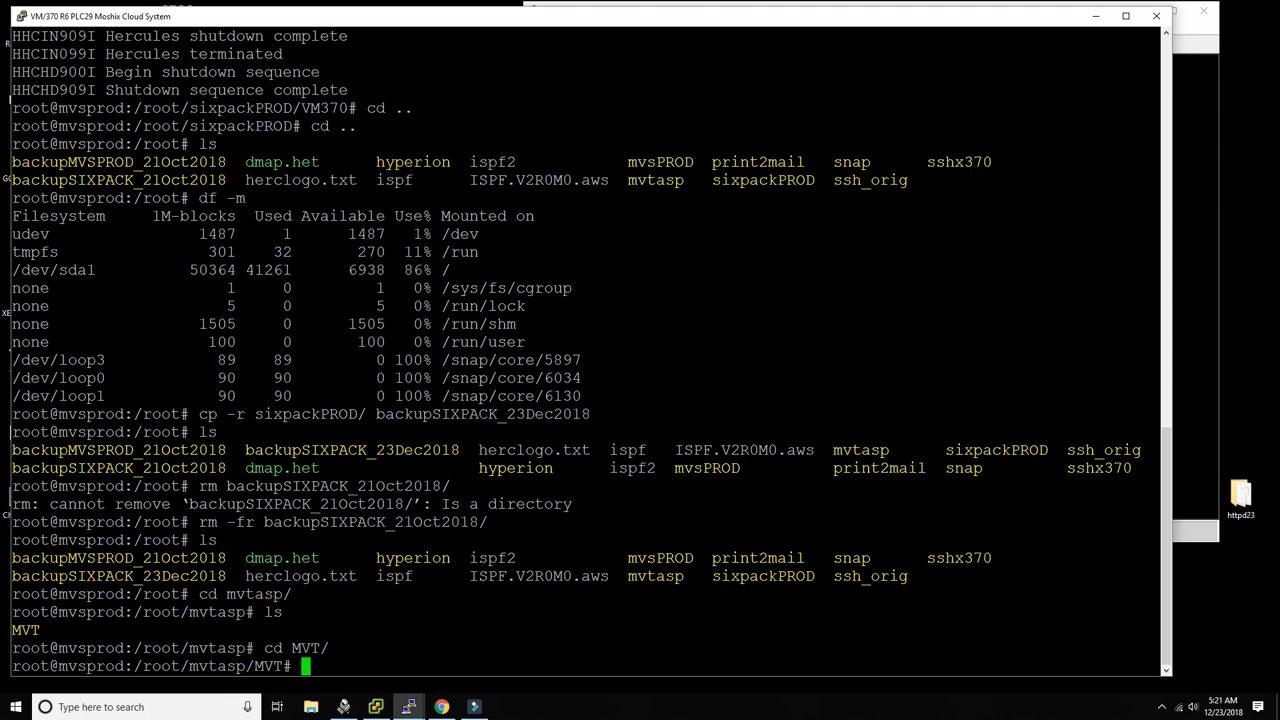 VM/370 R6 PLC29 Moshix Cloud System
HHCIN909I Hercules shutdown complete
HHCIN099I Hercules terminated
HHCHD900I Begin shutdown sequence
HHCHD909I Shutdown sequence complete
root@mvsprod:/root/sixpackPROD/VM370# cd ..
root@mvsprod:/root/sixpackPROD# cd ..
root@mvsprod:/root# ls
backupMVSPROD_21Oct2018 dmap.het hyperion ispf2 mvsPROD print2mail snap sshx370
backupSIXPACK_21Oct2018 herclogo.txt ispf ISPF.V2R0M0.aws mvtasp sixpackPROD ssh_orig
root@mvsprod:/root# df -m
Filesystem 1M-blocks Used Available Use% Mounted on
udev 1487 1 1487 1% /dev
tmpfs 301 32 270 11% /run
/dev/sda1 50364 41261 6938 86% /
none 1 0 1 0% /sys/fs/cgroup
none 5 0 5 0% /run/lock
none 1505 0 1505 0% /run/shm
none 100 0 100 0% /run/user
/dev/loop3 89 89 0 100% /snap/core/5897
/dev/loop0 90 90 0 100% /snap/core/6034
/dev/loop1 90 90 0 100% /snap/core/6130
root@mvsprod:/root# cp -r sixpackPROD/ backupSIXPACK_23Dec2018
root@mvsprod:/root# ls
backupMVSPROD_21Oct2018 backupSIXPACK_23Dec2018 herclogo.txt ispf ISPF.V2R0M0.aws mvtasp sixpackPROD ssh_orig
backupSIXPACK_21Oct2018 dmap.het hyperion ispf2 mvsPROD print2mail snap sshx370
root@mvsprod:/root# rm backupSIXPACK_21Oct2018/
rm: cannot remove ‘backupSIXPACK_21Oct2018/’: Is a directory
root@mvsprod:/root# rm -fr backupSIXPACK_21Oct2018/
root@mvsprod:/root# ls
backupMVSPROD_21Oct2018 dmap.het hyperion ispf2 mvsPROD print2mail snap sshx370
backupSIXPACK_23Dec2018 herclogo.txt ispf ISPF.V2R0M0.aws mvtasp sixpackPROD ssh_orig
root@mvsprod:/root# cd mvtasp/
root@mvsprod:/root/mvtasp# ls
MVT
root@mvsprod:/root/mvtasp# cd MVT/
root@mvsprod:/root/mvtasp/MVT#
httpd23
Type here to search
5:21 AM
12/23/2018